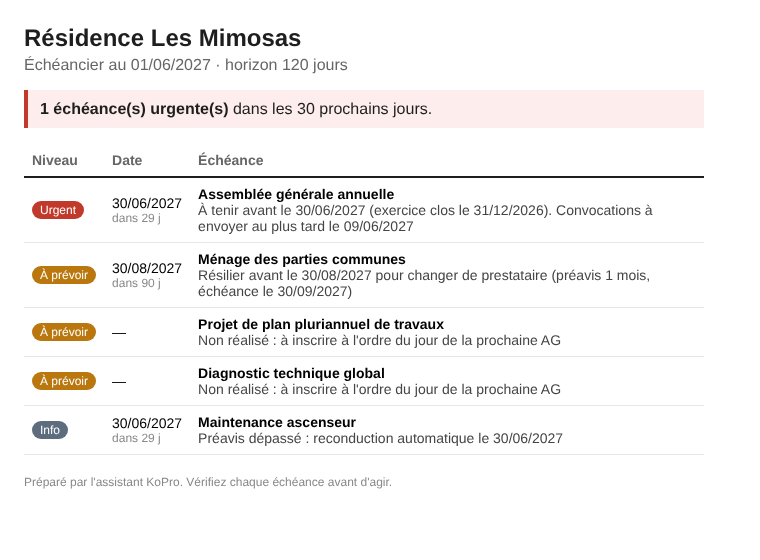 Résidence Les Mimosas
Échéancier au 01/06/2027 · horizon 120 jours
1 échéance(s) urgente(s) dans les 30 prochains jours.
Niveau Date Échéance
Urgent
30/06/2027
dans 29 j
Assemblée générale annuelle
À tenir avant le 30/06/2027 (exercice clos le 31/12/2026). Convocations à
envoyer au plus tard le 09/06/2027
À prévoir
30/08/2027
dans 90 j
Ménage des parties communes
Résilier avant le 30/08/2027 pour changer de prestataire (préavis 1 mois,
échéance le 30/09/2027)
À prévoir
—
Projet de plan pluriannuel de travaux
Non réalisé : à inscrire à l'ordre du jour de la prochaine AG
À prévoir
—
Diagnostic technique global
Non réalisé : à inscrire à l'ordre du jour de la prochaine AG
Info
30/06/2027
dans 29 j
Maintenance ascenseur
Préavis dépassé : reconduction automatique le 30/06/2027
Préparé par l'assistant KoPro. Vérifiez chaque échéance avant d'agir.